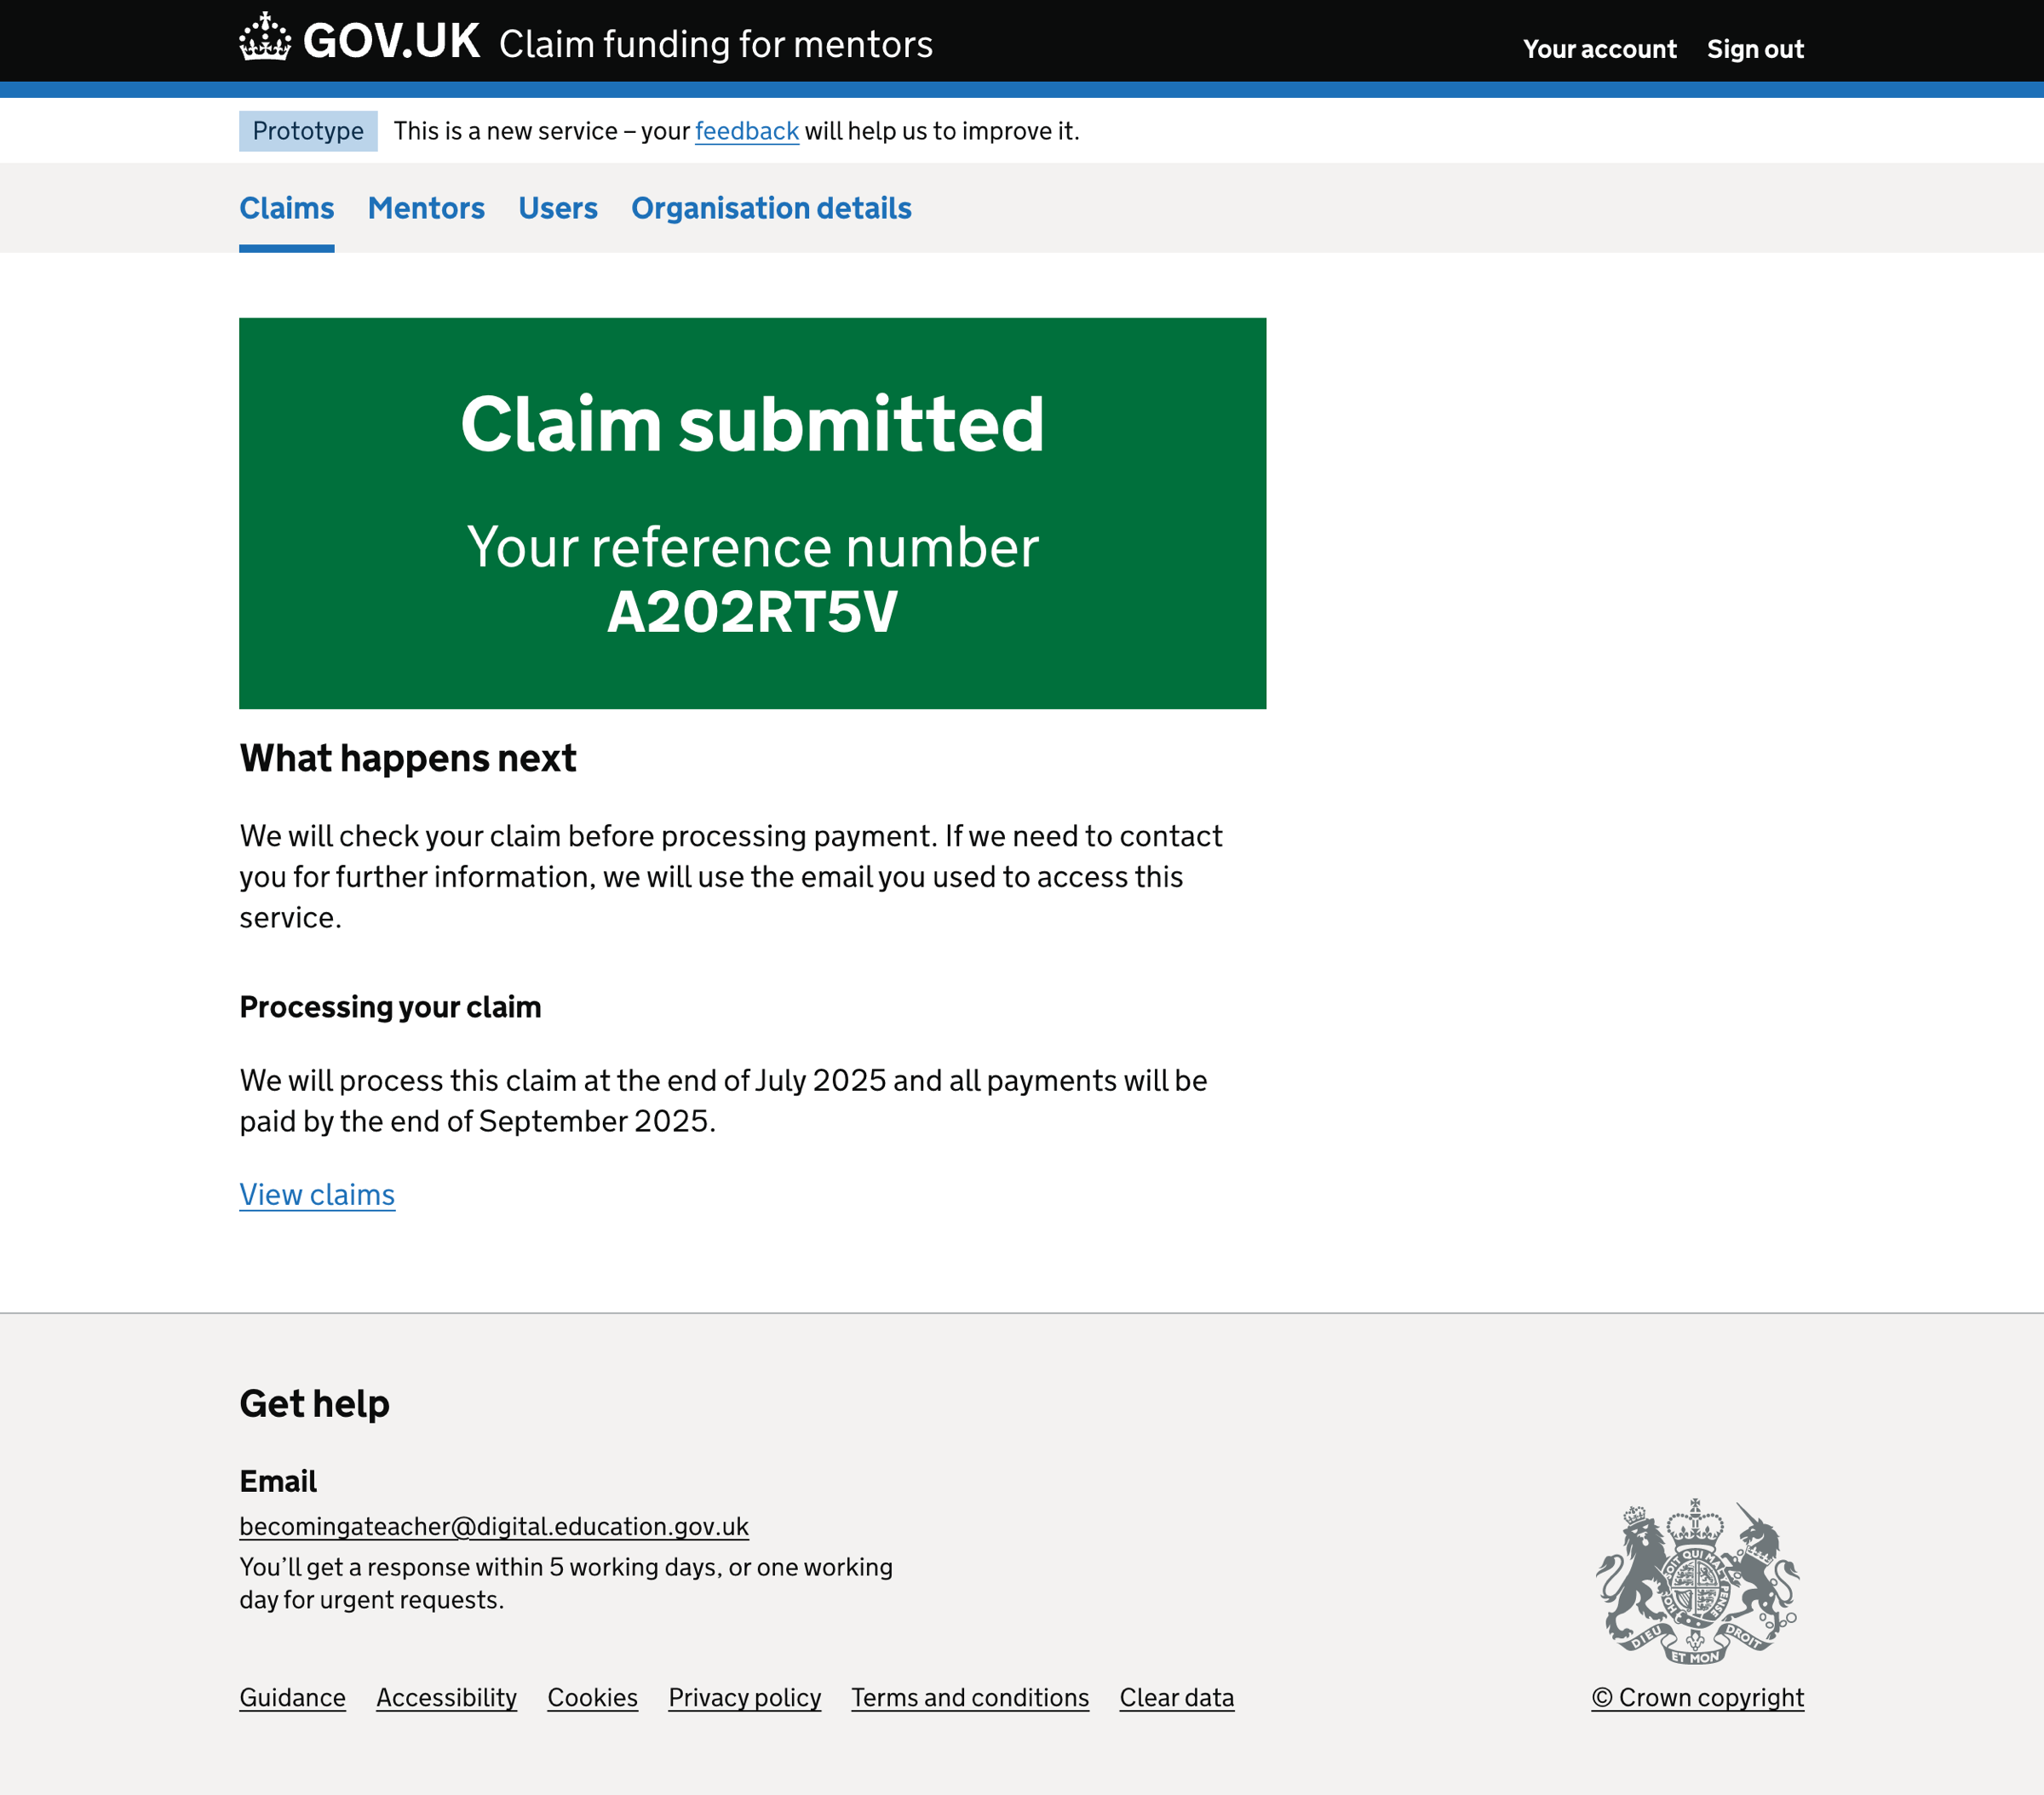 GOV.UK Claim funding for mentors
Your account Sign out
Prototype This is a new service – your feedback will help us to improve it.
Claims Mentors Users Organisation details
Claim submitted
Your reference number
A202RT5V
What happens next
We will check your claim before processing payment. If we need to contact
you for further information, we will use the email you used to access this
service.
Processing your claim
We will process this claim at the end of July 2025 and all payments will be
paid by the end of September 2025.
View claims
Get help
Email
becomingateacher@digital.education.gov.uk
You’ll get a response within 5 working days, or one working
day for urgent requests.
HONI SOIT QUI MAL Y PENSE
DIEU ET MON DROIT
Guidance Accessibility Cookies Privacy policy Terms and conditions Clear data
© Crown copyright